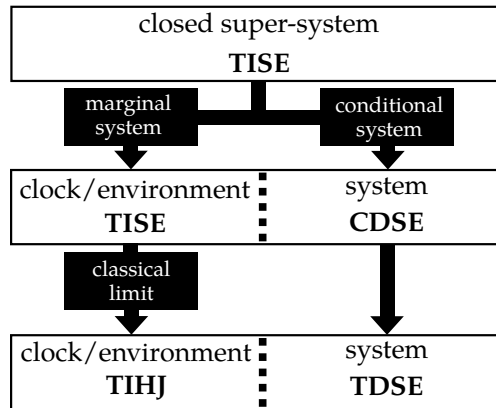 closed super-system
TISE
marginal
system
conditional
system
clock/environment
TISE
system
CDSE
classical
limit
clock/environment
TIHJ
system
TDSE